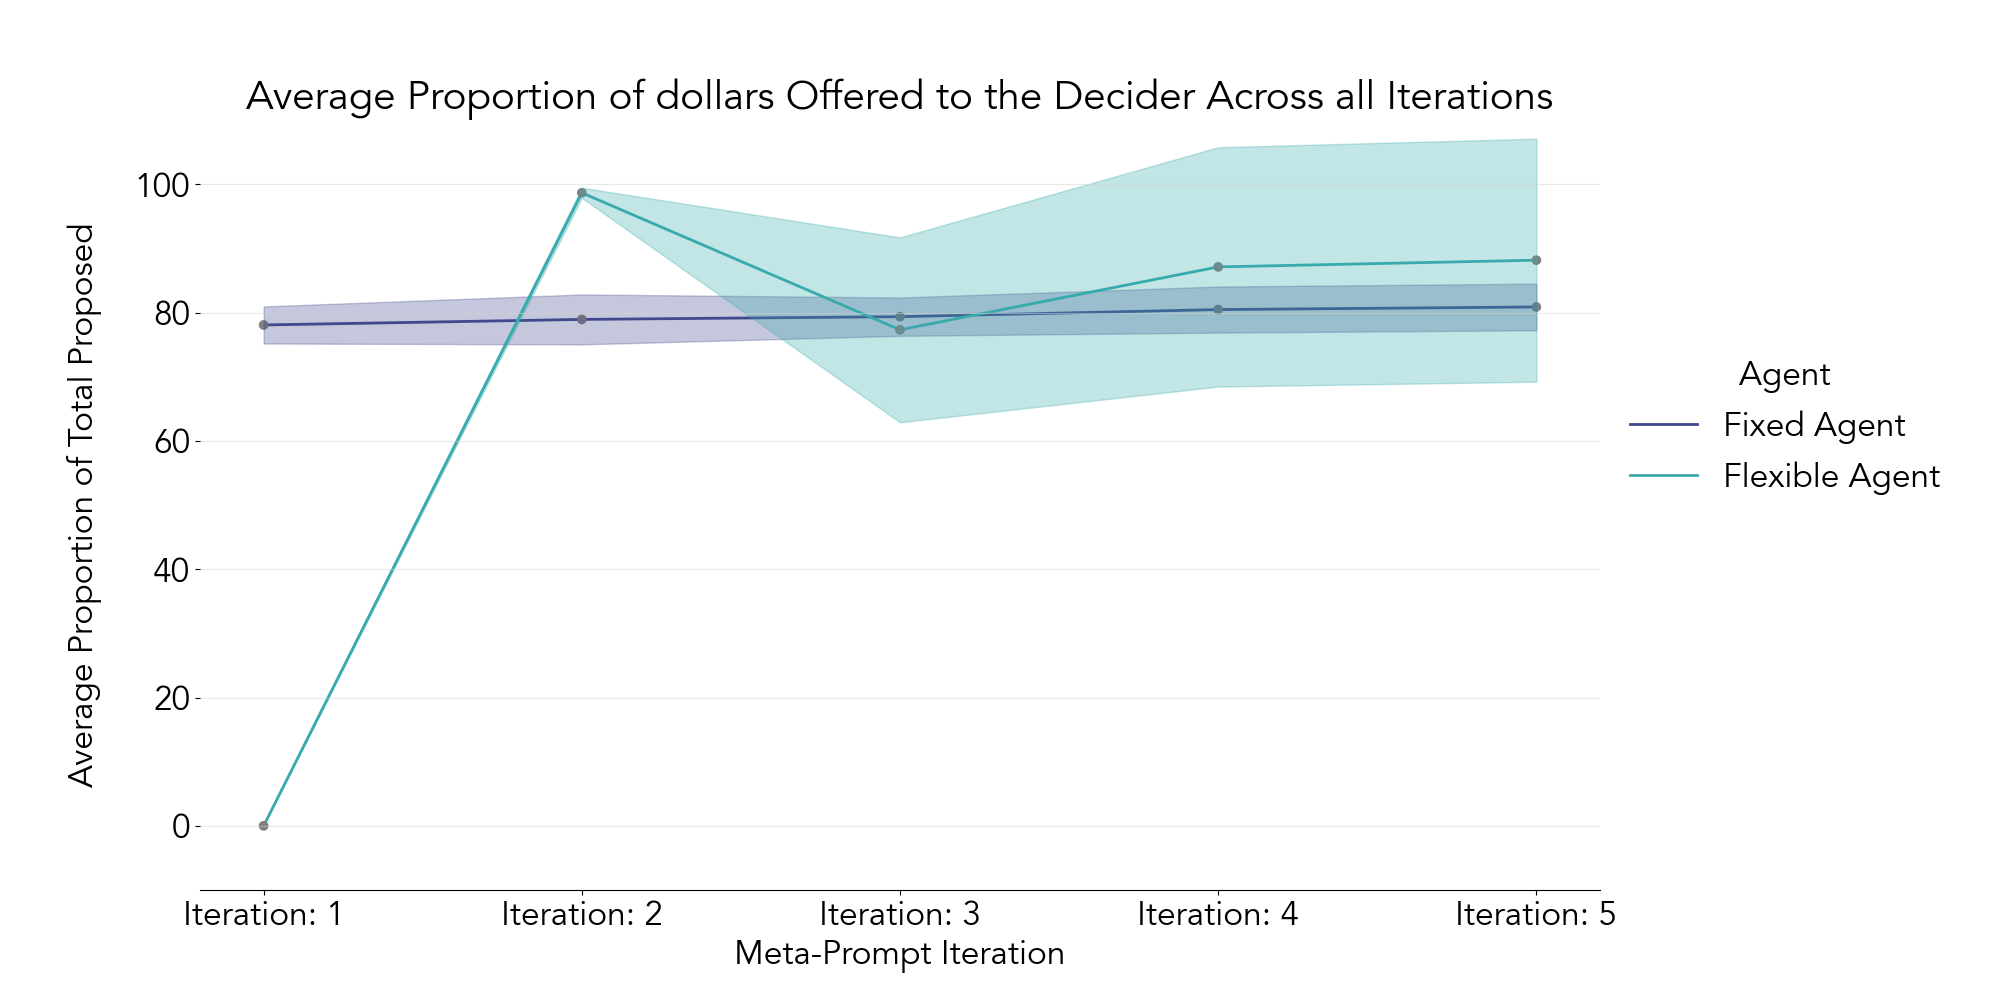 Average Proportion of dollars Offered to the Decider Across all Iterations
Average Proportion of Total Proposed
100
80
60
40
20
0
Iteration: 1
Iteration: 2
Iteration: 3
Iteration: 4
Iteration: 5
Meta-Prompt Iteration
Agent
Fixed Agent
Flexible Agent